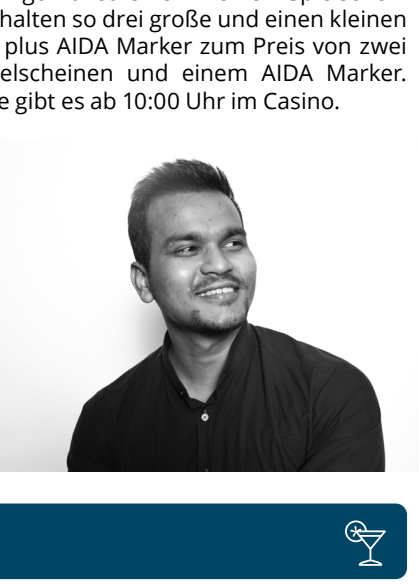 halten so drei große und einen kleinen
plus AIDA Marker zum Preis von zwei
elscheinen und einem AIDA Marker.
e gibt es ab 10:00 Uhr im Casino.